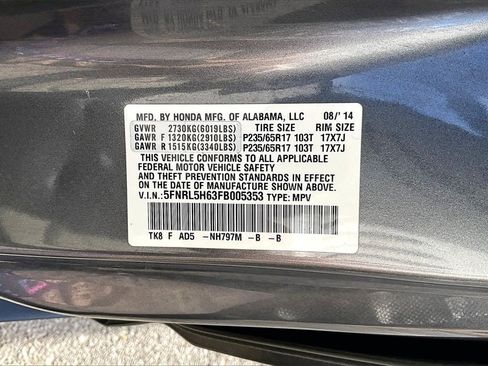 MFD. BY HONDA MFG. OF ALABAMA, LLC 08/'14
GVWR 2730KG(6019LBS) TIRE SIZE RIM SIZE
GAWR F 1320KG(2910LBS) P235/65R17 103T 17X7J
GAWR R 1515KG(3340LBS) P235/65R17 103T 17X7J
THIS VEHICLE CONFORMS TO ALL APPLICABLE
FEDERAL MOTOR VEHICLE SAFETY, BUMPER,
AND THEFT PREVENTION STANDARDS IN EFFECT
ON THE DATE OF MANUFACTURE SHOWN ABOVE.
V.I.N.:5FNRL5H63FB005353 TYPE: MPV
TK8 F AD5 -NH797M -B -B